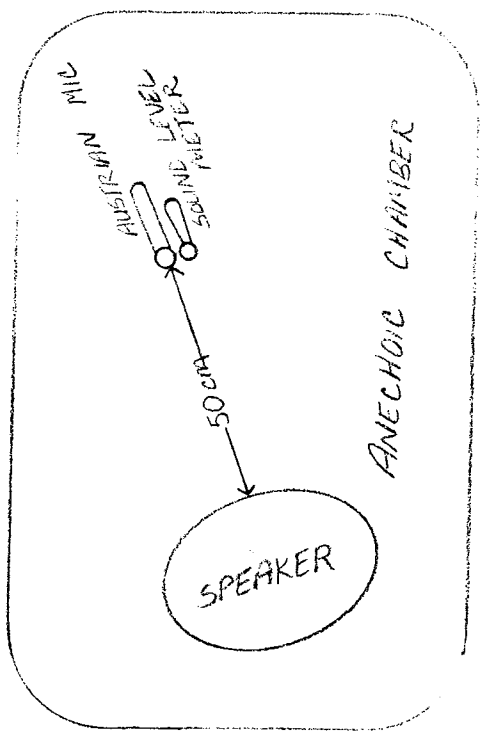 AUSTRIAN MIC
SOUND LEVEL
METER
50 cm
SPEAKER
ANECHOIC CHAMBER